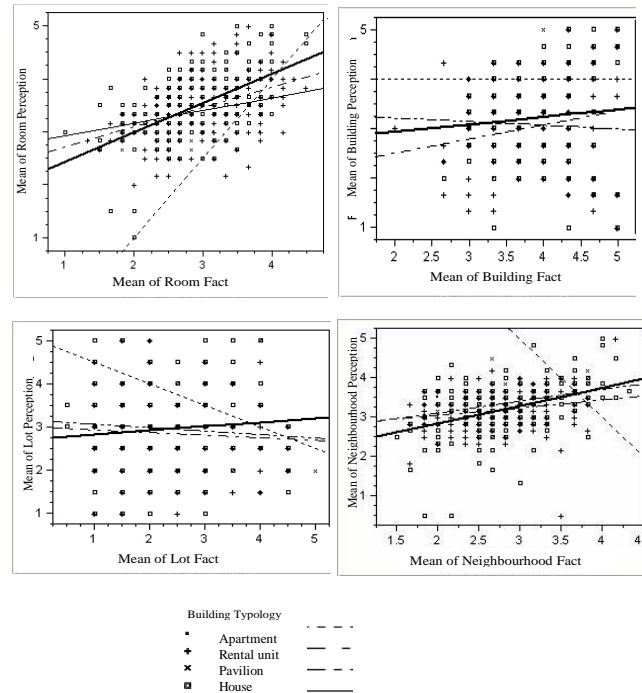 5
Mean of Room Perception
1
1 2 3 4
Mean of Room Fact
5
Mean of Building Perception
1
2 2.5 3 3.5 4 4.5 5
Mean of Building Fact
5
4
3
2
1
Mean of Lot Perception
1 2 3 4 5
Mean of Lot Fact
5
4
3
2
1
Mean of Neighbourhood Perception
1.5 2 2.5 3 3.5 4
Mean of Neighbourhood Fact
Building Typology
Apartment
Rental unit
Pavilion
House